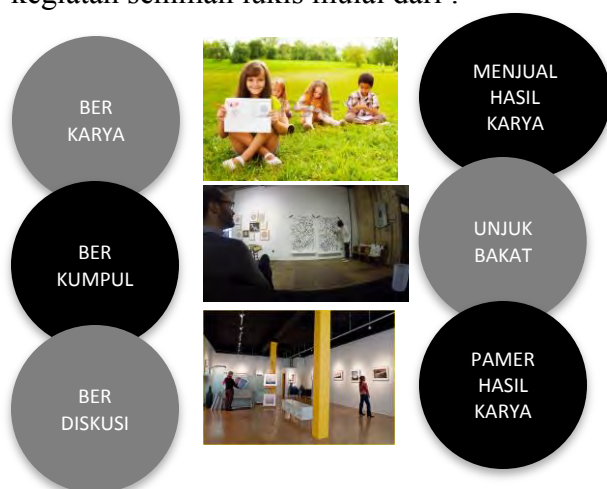 BER
KARYA
BER
KUMPUL
BER
DISKUSI
MENJUAL
HASIL
KARYA
UNJUK
BAKAT
PAMER
HASIL
KARYA